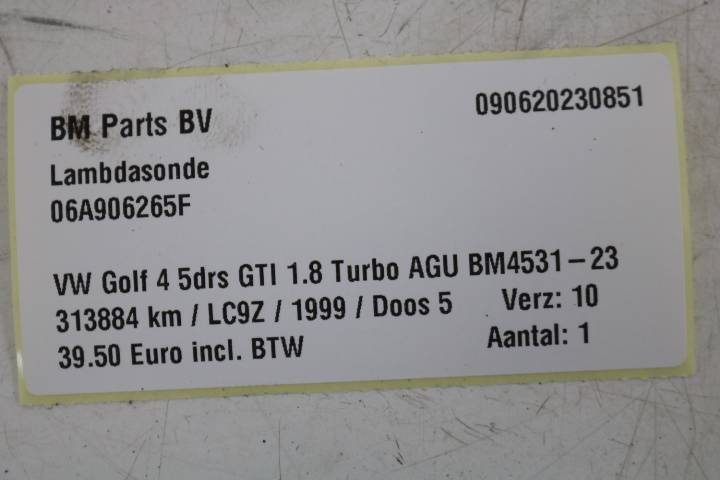 BM Parts BV 090620230851
Lambdasonde
06A906265F
VW Golf 4 5drs GTI 1.8 Turbo AGU BM4531-23
313884 km / LC9Z / 1999 / Doos 5 Verz: 10
39.50 Euro incl. BTW Aantal: 1